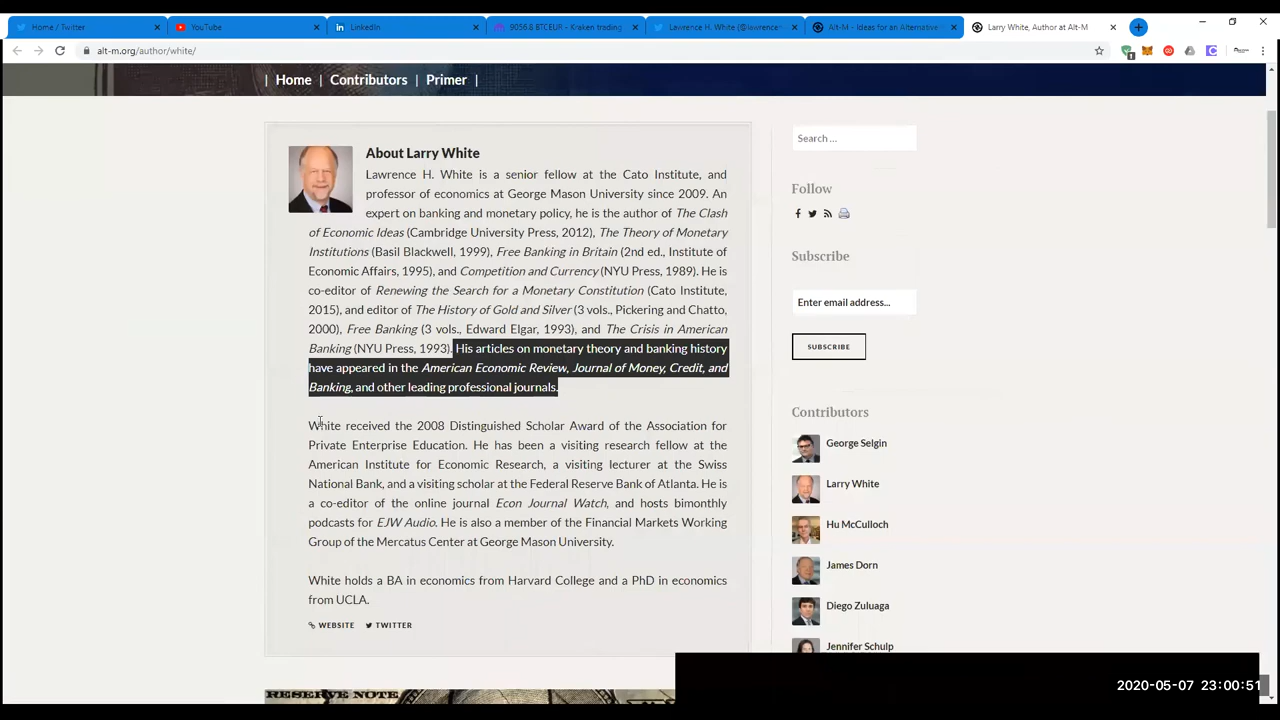 Home / Twitter
YouTube
LinkedIn
9056.8 BTCEUR - Kraken trading
Lawrence H. White (@lawrence
Alt-M - Ideas for an Alternative
Larry White, Author at Alt-M
alt-m.org/author/white/
| Home | Contributors | Primer |
About Larry White
Lawrence H. White is a senior fellow at the Cato Institute, and
professor of economics at George Mason University since 2009. An
expert on banking and monetary policy, he is the author of The Clash
of Economic Ideas (Cambridge University Press, 2012), The Theory of Monetary
Institutions (Basil Blackwell, 1999), Free Banking in Britain (2nd ed., Institute of
Economic Affairs, 1995), and Competition and Currency (NYU Press, 1989). He is
co-editor of Renewing the Search for a Monetary Constitution (Cato Institute,
2015), and editor of The History of Gold and Silver (3 vols., Pickering and Chatto,
2000), Free Banking (3 vols., Edward Elgar, 1993), and The Crisis in American
Banking (NYU Press, 1993). His articles on monetary theory and banking history
have appeared in the American Economic Review, Journal of Money, Credit, and
Banking, and other leading professional journals.
White received the 2008 Distinguished Scholar Award of the Association for
Private Enterprise Education. He has been a visiting research fellow at the
American Institute for Economic Research, a visiting lecturer at the Swiss
National Bank, and a visiting scholar at the Federal Reserve Bank of Atlanta. He is
a co-editor of the online journal Econ Journal Watch, and hosts bimonthly
podcasts for EJW Audio. He is also a member of the Financial Markets Working
Group of the Mercatus Center at George Mason University.
White holds a BA in economics from Harvard College and a PhD in economics
from UCLA.
WEBSITE TWITTER
RESERVE NOTE
Search ...
Follow
Subscribe
Enter email address...
SUBSCRIBE
Contributors
George Selgin
Larry White
Hu McCulloch
James Dorn
Diego Zuluaga
Jennifer Schulp
2020-05-07 23:00:51